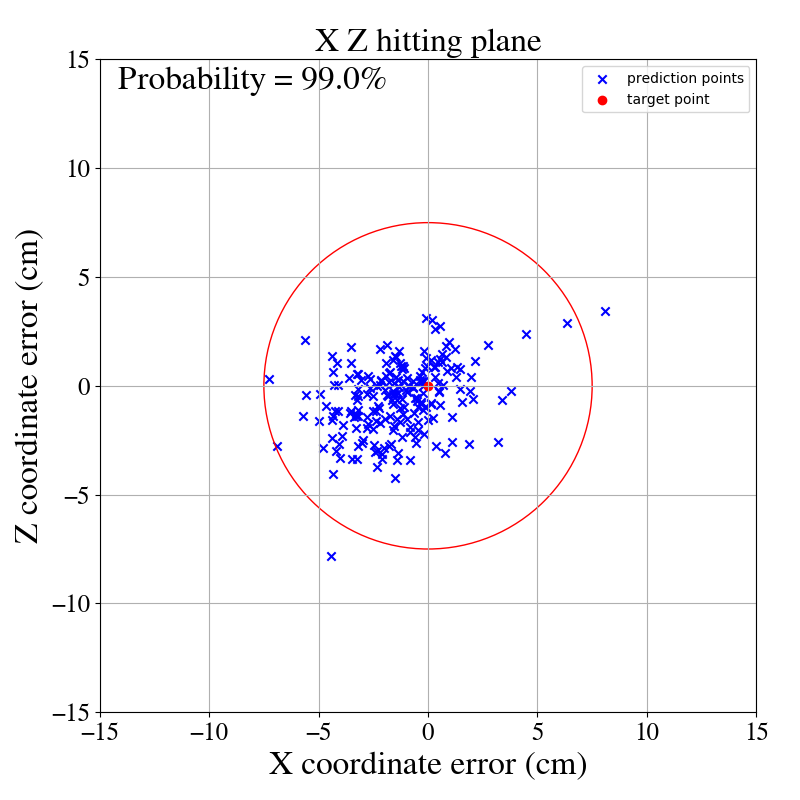 X Z hitting plane
Probability = 99.0%
prediction points
target point
15
10
5
0
−5
−10
−15
Z coordinate error (cm)
−15 −10 −5 0 5 10 15
X coordinate error (cm)